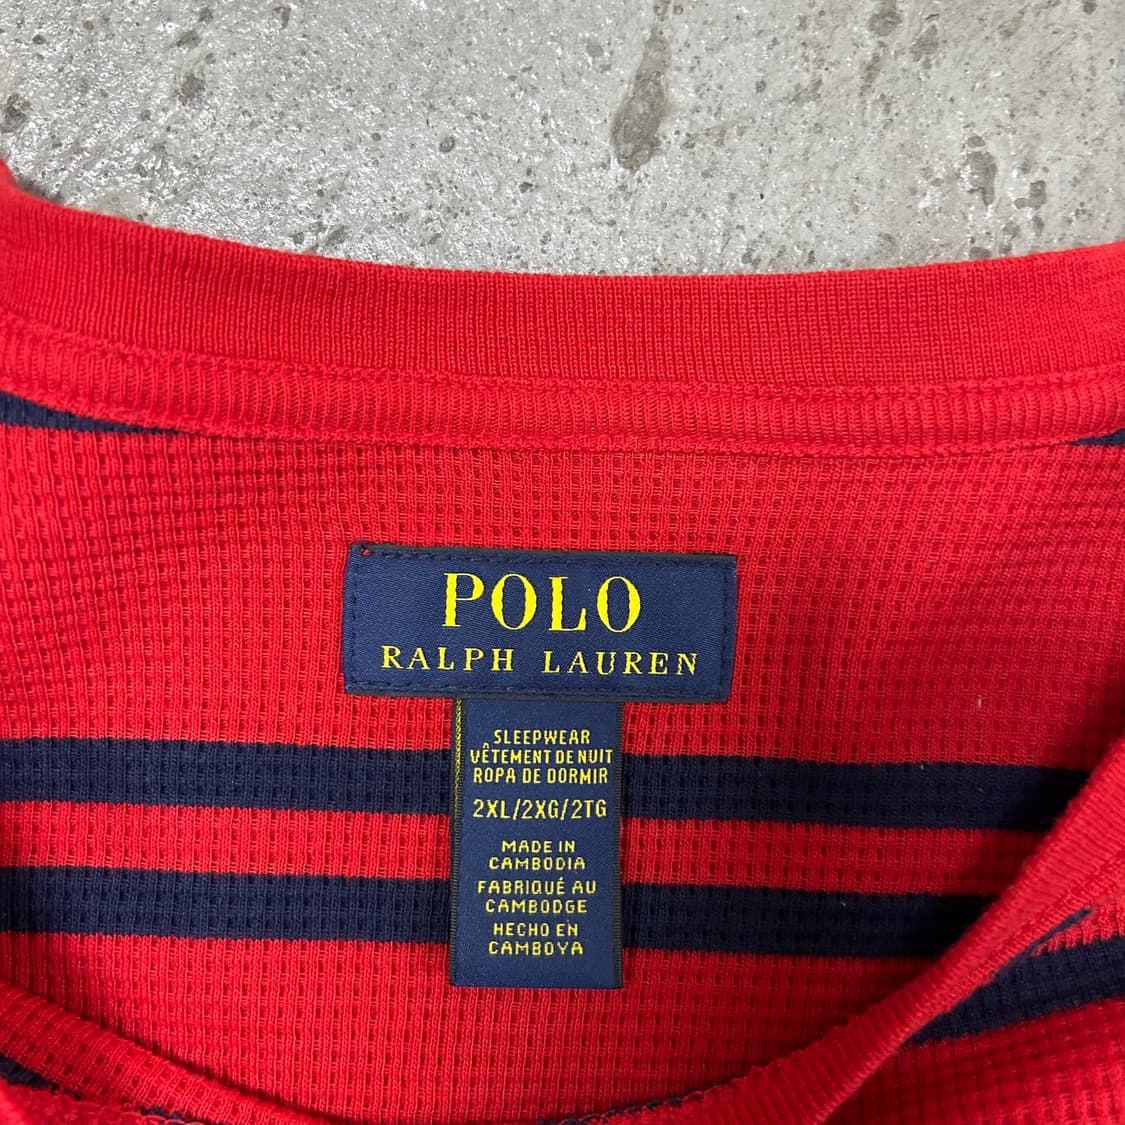 POLO
RALPH LAUREN
SLEEPWEAR
VÊTEMENT DE NUIT
ROPA DE DORMIR
2XL/2XG/2TG
MADE IN
CAMBODIA
FABRIQUÉ AU
CAMBODGE
HECHO EN
CAMBOYA